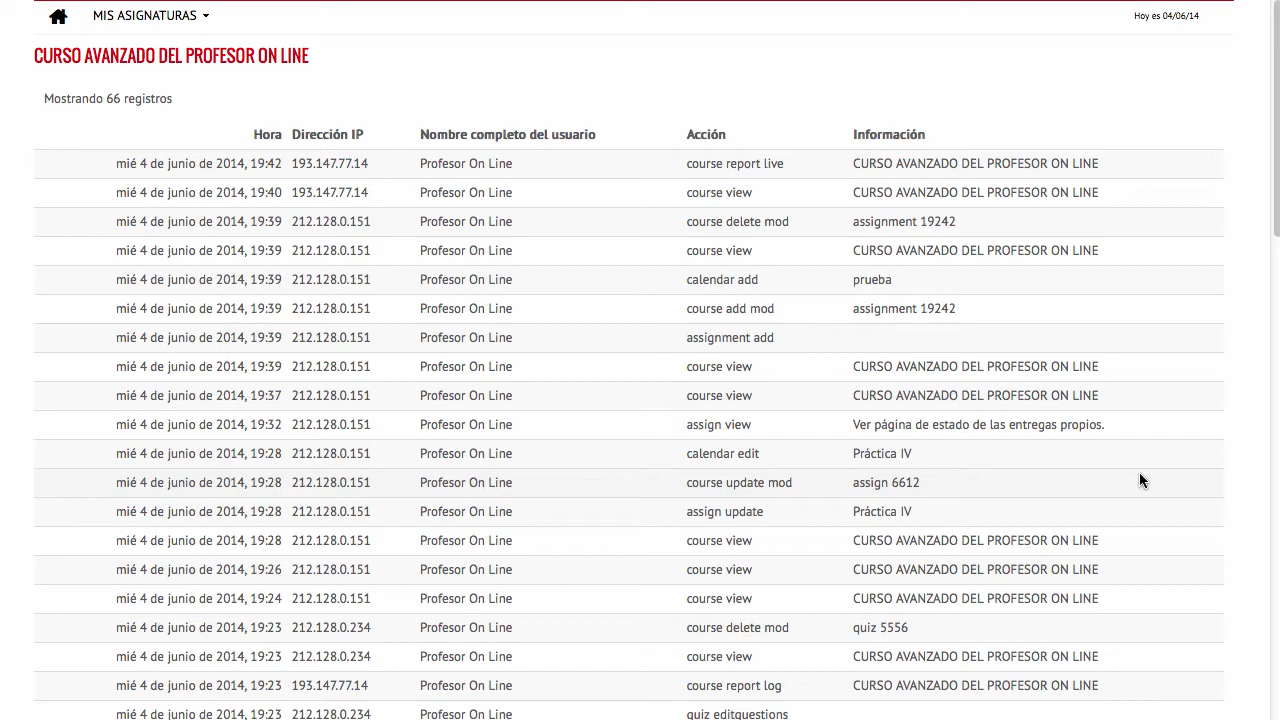 MIS ASIGNATURAS Hoy es 04/06/14
CURSO AVANZADO DEL PROFESOR ON LINE
Mostrando 66 registros
Hora Dirección IP Nombre completo del usuario Acción Información
mié 4 de junio de 2014, 19:42 193.147.77.14 Profesor On Line course report live CURSO AVANZADO DEL PROFESOR ON LINE
mié 4 de junio de 2014, 19:40 193.147.77.14 Profesor On Line course view CURSO AVANZADO DEL PROFESOR ON LINE
mié 4 de junio de 2014, 19:39 212.128.0.151 Profesor On Line course delete mod assignment 19242
mié 4 de junio de 2014, 19:39 212.128.0.151 Profesor On Line course view CURSO AVANZADO DEL PROFESOR ON LINE
mié 4 de junio de 2014, 19:39 212.128.0.151 Profesor On Line calendar add prueba
mié 4 de junio de 2014, 19:39 212.128.0.151 Profesor On Line course add mod assignment 19242
mié 4 de junio de 2014, 19:39 212.128.0.151 Profesor On Line assignment add
mié 4 de junio de 2014, 19:39 212.128.0.151 Profesor On Line course view CURSO AVANZADO DEL PROFESOR ON LINE
mié 4 de junio de 2014, 19:37 212.128.0.151 Profesor On Line course view CURSO AVANZADO DEL PROFESOR ON LINE
mié 4 de junio de 2014, 19:32 212.128.0.151 Profesor On Line assign view Ver página de estado de las entregas propios.
mié 4 de junio de 2014, 19:28 212.128.0.151 Profesor On Line calendar edit Práctica IV
mié 4 de junio de 2014, 19:28 212.128.0.151 Profesor On Line course update mod assign 6612
mié 4 de junio de 2014, 19:28 212.128.0.151 Profesor On Line assign update Práctica IV
mié 4 de junio de 2014, 19:28 212.128.0.151 Profesor On Line course view CURSO AVANZADO DEL PROFESOR ON LINE
mié 4 de junio de 2014, 19:26 212.128.0.151 Profesor On Line course view CURSO AVANZADO DEL PROFESOR ON LINE
mié 4 de junio de 2014, 19:24 212.128.0.151 Profesor On Line course view CURSO AVANZADO DEL PROFESOR ON LINE
mié 4 de junio de 2014, 19:23 212.128.0.234 Profesor On Line course delete mod quiz 5556
mié 4 de junio de 2014, 19:23 212.128.0.234 Profesor On Line course view CURSO AVANZADO DEL PROFESOR ON LINE
mié 4 de junio de 2014, 19:23 193.147.77.14 Profesor On Line course report log CURSO AVANZADO DEL PROFESOR ON LINE
mié 4 de junio de 2014, 19:23 212.128.0.234 Profesor On Line quiz editquestions